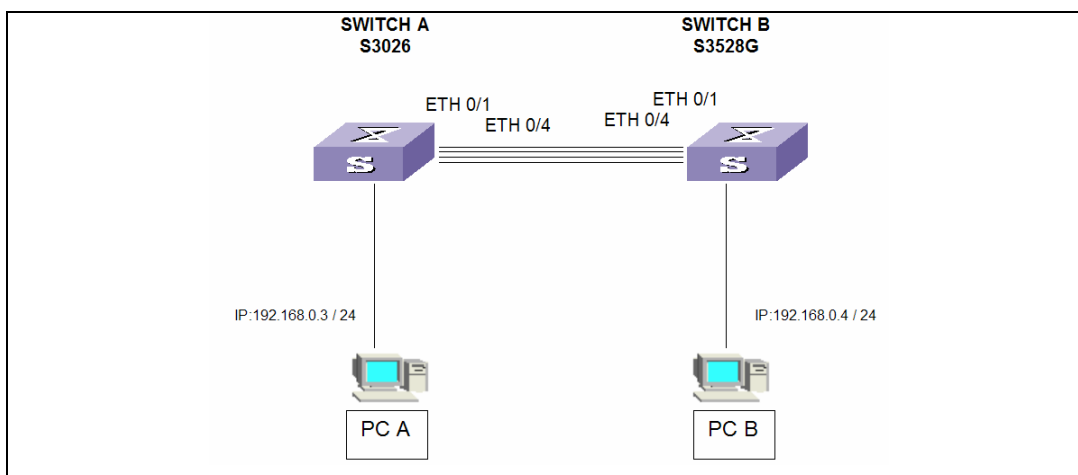 SWITCH A
S3026
SWITCH B
S3528G
ETH 0/1
ETH 0/4
ETH 0/1
ETH 0/4
S
S
IP:192.168.0.3 / 24
IP:192.168.0.4 / 24
PC A
PC B